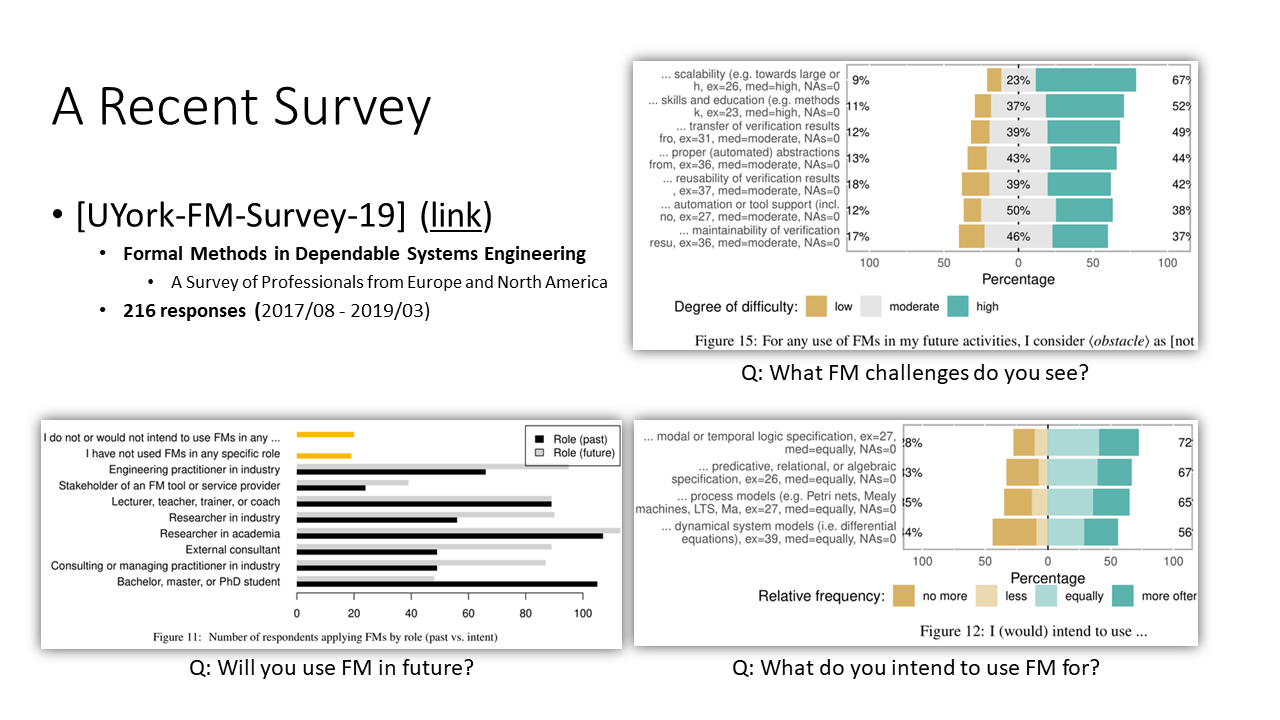 A Recent Survey
• [UYork-FM-Survey-19] (link)
• Formal Methods in Dependable Systems Engineering
• A Survey of Professionals from Europe and North America
• 216 responses (2017/08 - 2019/03)
... scalability (e.g. towards large or
h, ex=26, med=high, NAs=0
9% 23% 67%
... skills and education (e.g. methods
k, ex=23, med=high, NAs=0
11% 37% 52%
... transfer of verification results
fro, ex=31, med=moderate, NAs=0
12% 39% 49%
... proper (automated) abstractions
from, ex=36, med=moderate, NAs=0
13% 43% 44%
... reusability of verification results
, ex=37, med=moderate, NAs=0
18% 39% 42%
... automation or tool support (incl.
no, ex=27, med=moderate, NAs=0
12% 50% 38%
... maintainability of verification
resu, ex=36, med=moderate, NAs=0
17% 46% 37%
100 50 0 50 100
Percentage
Degree of difficulty: low moderate high
Figure 15: For any use of FMs in my future activities, I consider ⟨obstacle⟩ as [not
Q: What FM challenges do you see?
I do not or would not intend to use FMs in any ...
I have not used FMs in any specific role
Engineering practitioner in industry
Stakeholder of an FM tool or service provider
Lecturer, teacher, trainer, or coach
Researcher in industry
Researcher in academia
External consultant
Consulting or managing practitioner in industry
Bachelor, master, or PhD student
Role (past)
Role (future)
0 20 40 60 80 100
Figure 11: Number of respondents applying FMs by role (past vs. intent)
Q: Will you use FM in future?
... modal or temporal logic specification, ex=27,
med=equally, NAs=0
8% 72
... predicative, relational, or algebraic
specification, ex=26, med=equally, NAs=0
3% 67
... process models (e.g. Petri nets, Mealy
machines, LTS, Ma, ex=27, med=equally, NAs=0
5% 65
... dynamical system models (i.e. differential
equations), ex=39, med=equally, NAs=0
4% 56
100 50 0 50 100
Percentage
Relative frequency: no more less equally more often
Figure 12: I (would) intend to use ...
Q: What do you intend to use FM for?